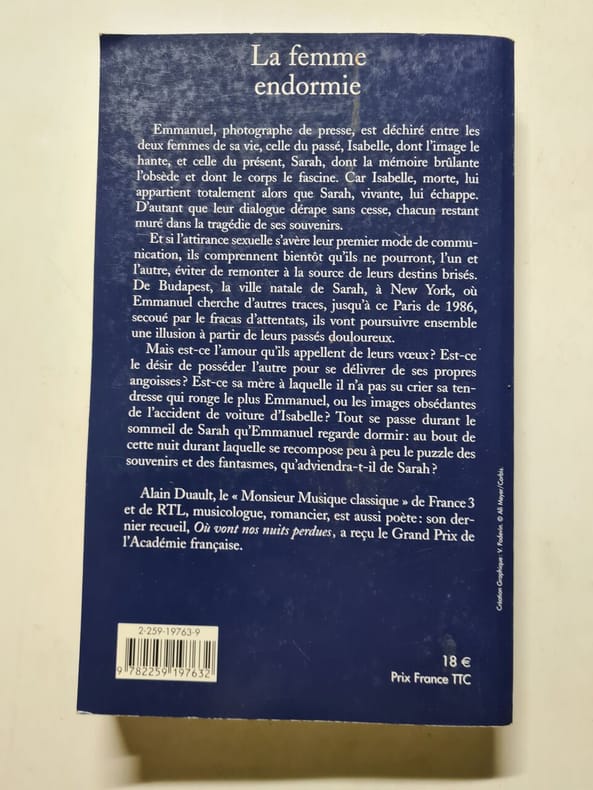 La femme
endormie
Emmanuel, photographe de presse, est déchiré entre les
deux femmes de sa vie, celle du passé, Isabelle, dont l'image le
hante, et celle du présent, Sarah, dont la mémoire brûlante
l'obsède et dont le corps le fascine. Car Isabelle, morte, lui
appartient totalement alors que Sarah, vivante, lui échappe.
D'autant que leur dialogue dérape sans cesse, chacun restant
muré dans la tragédie de ses souvenirs.
Et si l'attirance sexuelle s'avère leur premier mode de commu-
nication, ils comprennent bientôt qu'ils ne pourront, l'un et
l'autre, éviter de remonter à la source de leurs destins brisés.
De Budapest, la ville natale de Sarah, à New York, où
Emmanuel cherche d'autres traces, jusqu'à ce Paris de 1986,
secoué par le fracas d'attentats, ils vont poursuivre ensemble
une illusion à partir de leurs passés douloureux.
Mais est-ce l'amour qu'ils appellent de leurs vœux ? Est-ce
le désir de posséder l'autre pour se délivrer de ses propres
angoisses ? Est-ce sa mère à laquelle il n'a pas su crier sa ten-
dresse qui ronge le plus Emmanuel, ou les images obsédantes
de l'accident de voiture d'Isabelle ? Tout se passe durant le
sommeil de Sarah qu'Emmanuel regarde dormir : au bout de
cette nuit durant laquelle se recompose peu à peu le puzzle des
souvenirs et des fantasmes, qu'adviendra-t-il de Sarah ?
Alain Duault, le « Monsieur Musique classique » de France 3
et de RTL, musicologue, romancier, est aussi poète : son der-
nier recueil, Où vont nos nuits perdues, a reçu le Grand Prix de
l'Académie française.
Création Graphique : V. Podevin. © Ali Meyer/Corbis.
2-259-19763-9
9 782259 197632
18 €
Prix France TTC